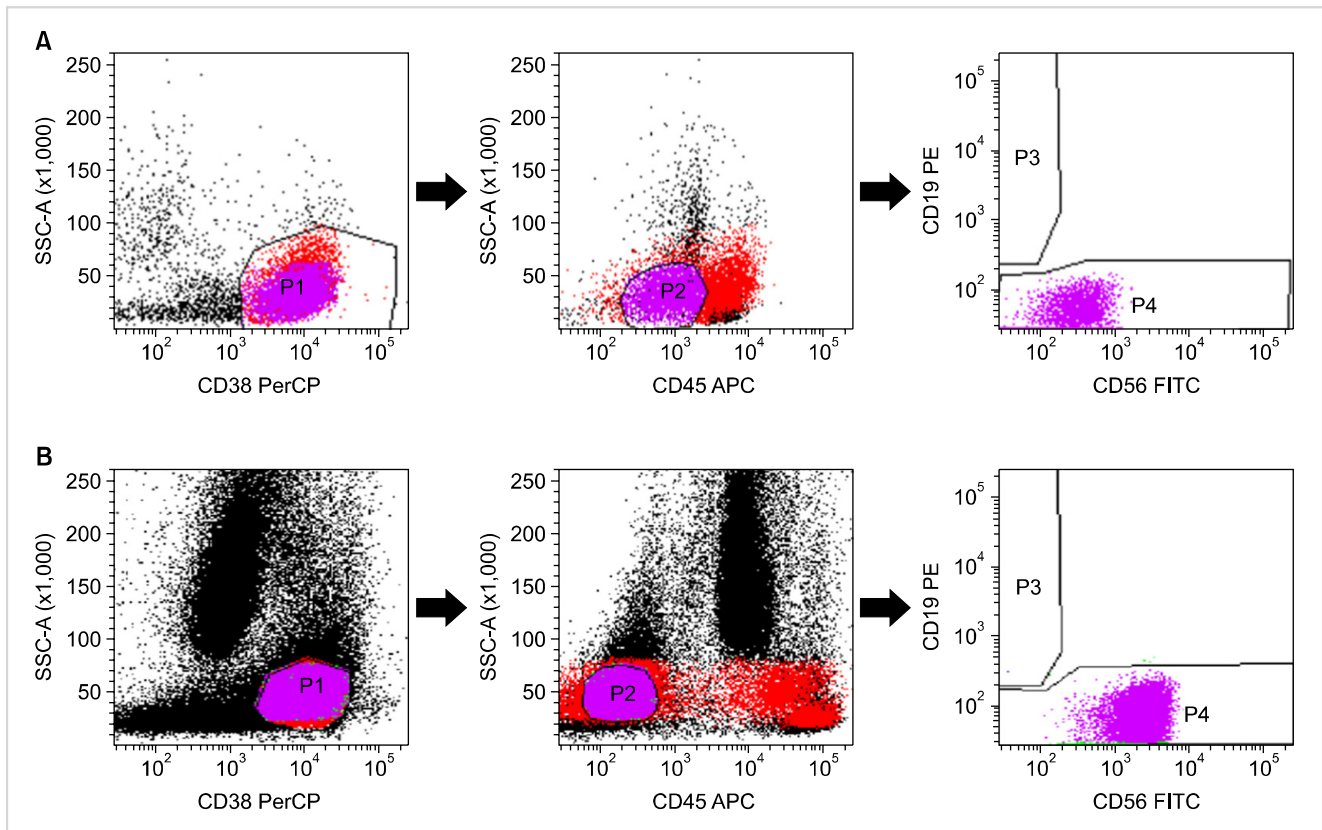 A
250
200
150
100
50
SSC-A (x1,000)
P1
10² 10³ 10⁴ 10⁵
CD38 PerCP
250
200
150
100
50
SSC-A (x1,000)
P2
10² 10³ 10⁴ 10⁵
CD45 APC
10⁵
10⁴
10³
10²
CD19 PE
P3
P4
10² 10³ 10⁴ 10⁵
CD56 FITC
B
250
200
150
100
50
SSC-A (x1,000)
P1
10² 10³ 10⁴ 10⁵
CD38 PerCP
250
200
150
100
50
SSC-A (x1,000)
P2
10² 10³ 10⁴ 10⁵
CD45 APC
10⁵
10⁴
10³
10²
CD19 PE
P3
P4
10² 10³ 10⁴ 10⁵
CD56 FITC